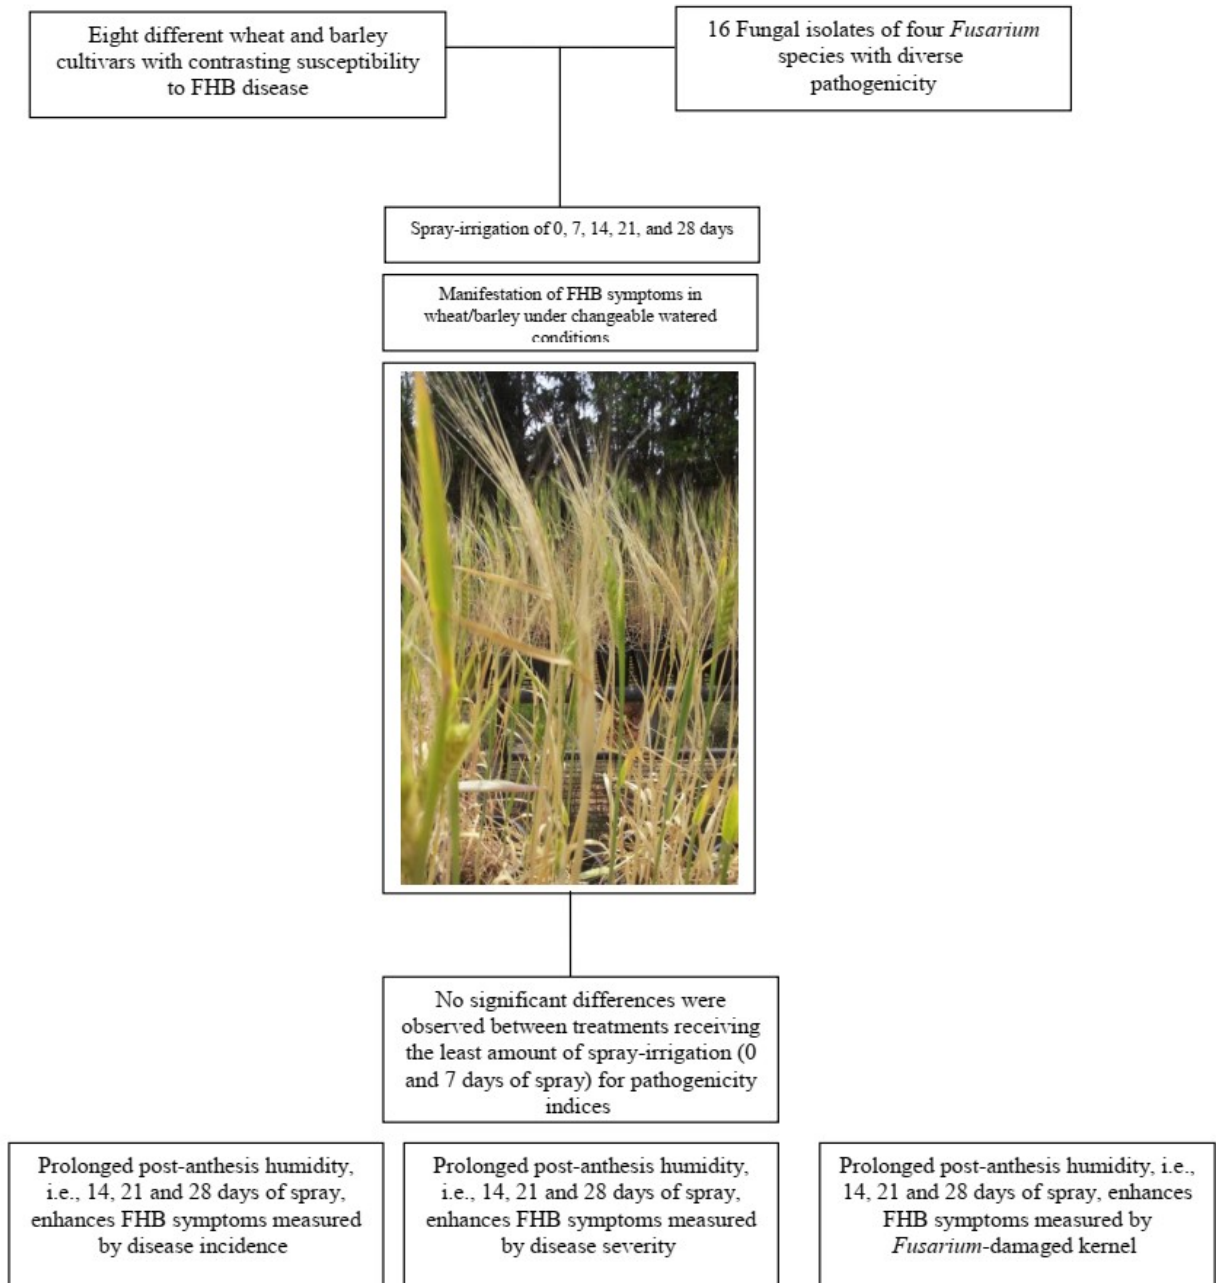 Eight different wheat and barley
cultivars with contrasting susceptibility
to FHB disease
16 Fungal isolates of four Fusarium
species with diverse
pathogenicity
Spray-irrigation of 0, 7, 14, 21, and 28 days
Manifestation of FHB symptoms in
wheat/barley under changeable watered
conditions
No significant differences were
observed between treatments receiving
the least amount of spray-irrigation (0
and 7 days of spray) for pathogenicity
indices
Prolonged post-anthesis humidity,
i.e., 14, 21 and 28 days of spray,
enhances FHB symptoms measured
by disease incidence
Prolonged post-anthesis humidity,
i.e., 14, 21 and 28 days of spray,
enhances FHB symptoms measured
by disease severity
Prolonged post-anthesis humidity, i.e.,
14, 21 and 28 days of spray, enhances
FHB symptoms measured by
Fusarium-damaged kernel